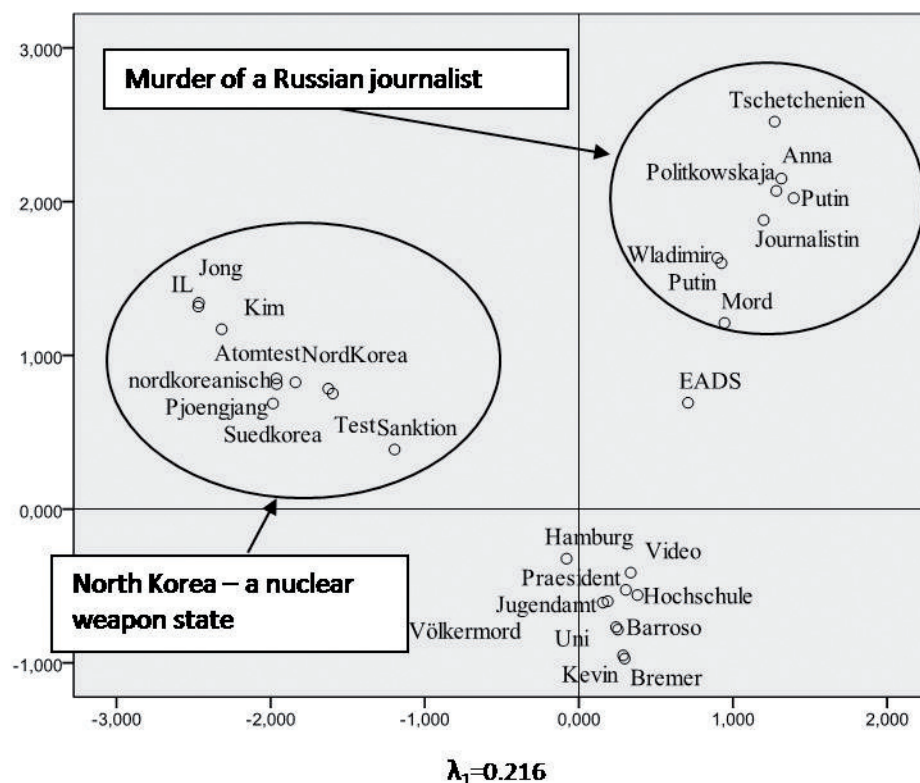 3,000
2,000
1,000
0,000
-1,000
Murder of a Russian journalist
Tschetchenien
Anna
Politkowskaja
Putin
Journalistin
Wladimir
Putin
Mord
EADS
Jong
IL
Kim
Atomtest NordKorea
nordkoreanisch
Pjoengjang
Suedkorea
Test Sanktion
North Korea – a nuclear
weapon state
Hamburg
Video
Praesident
Hochschule
Jugendamt
Völkermord
Uni
Barroso
Kevin
Bremer
-3,000 -2,000 -1,000 0,000 1,000 2,000
λ₁=0.216